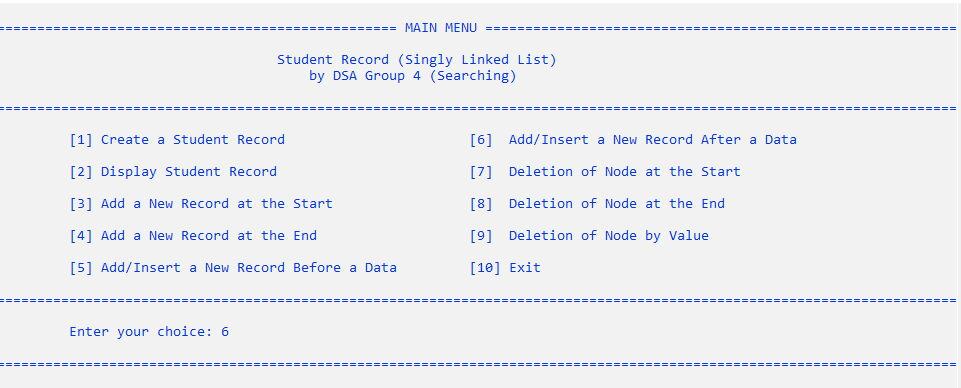 ================================================== MAIN MENU ===========================================================
Student Record (Singly Linked List)
by DSA Group 4 (Searching)
========================================================================================================================
[1] Create a Student Record [6] Add/Insert a New Record After a Data
[2] Display Student Record [7] Deletion of Node at the Start
[3] Add a New Record at the Start [8] Deletion of Node at the End
[4] Add a New Record at the End [9] Deletion of Node by Value
[5] Add/Insert a New Record Before a Data [10] Exit
========================================================================================================================
Enter your choice: 6
========================================================================================================================